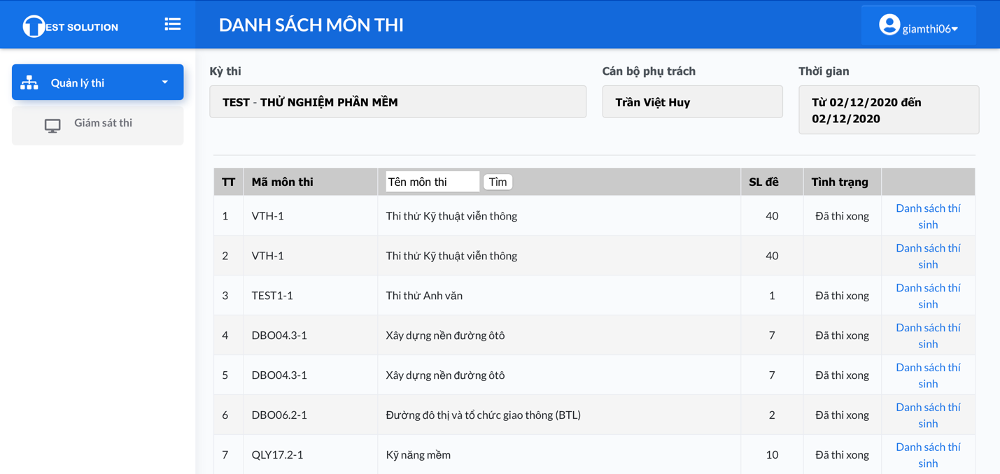 TEST SOLUTION
DANH SÁCH MÔN THI
giamthi06
Quản lý thi
Giám sát thi
Kỳ thi
Cán bộ phụ trách
Thời gian
TEST - THỬ NGHIỆM PHẦN MỀM
Trần Việt Huy
Từ 02/12/2020 đến
02/12/2020
TT Mã môn thi Tên môn thi Tìm SL đề Tình trạng
1 VTH-1 Thi thử Kỹ thuật viễn thông 40 Đã thi xong Danh sách thí
sinh
2 VTH-1 Thi thử Kỹ thuật viễn thông 40 Danh sách thí
sinh
3 TEST1-1 Thi thử Anh văn 1 Đã thi xong Danh sách thí
sinh
4 DBO04.3-1 Xây dựng nền đường ôtô 7 Đã thi xong Danh sách thí
sinh
5 DBO04.3-1 Xây dựng nền đường ôtô 7 Đã thi xong Danh sách thí
sinh
6 DBO06.2-1 Đường đô thị và tổ chức giao thông (BTL) 2 Đã thi xong Danh sách thí
sinh
7 QLY17.2-1 Kỹ năng mềm 10 Đã thi xong Danh sách thí
sinh